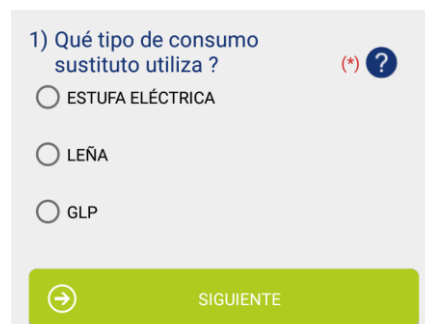 1) Qué tipo de consumo
sustituto utiliza ?
(*) ?
ESTUFA ELÉCTRICA
LEÑA
GLP
SIGUIENTE